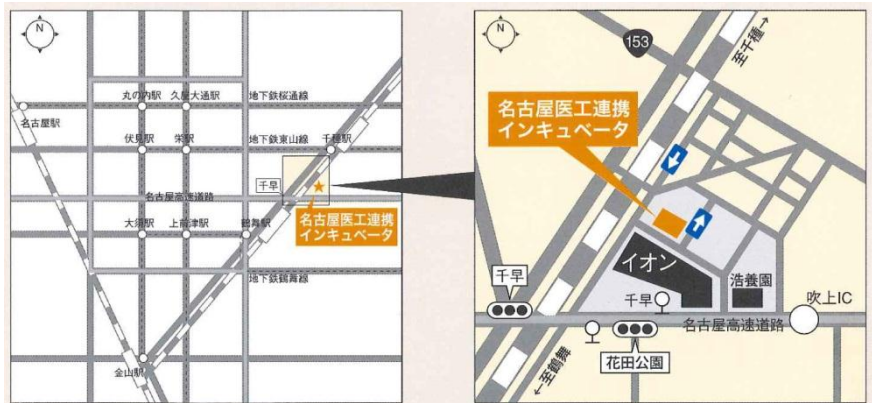 N
丸の内駅 久屋大通駅 地下鉄桜通線
名古屋駅
伏見駅 栄駅 地下鉄東山線 千種駅
千早
名古屋高速道路
大須駅 上前津駅 鶴舞駅
名古屋医工連携
インキュベータ
地下鉄鶴舞線
金山駅
N
153
至千種→
名古屋医工連携
インキュベータ
イオン
浩養園
千早
千早
吹上IC
名古屋高速道路
花田公園
←至鶴舞